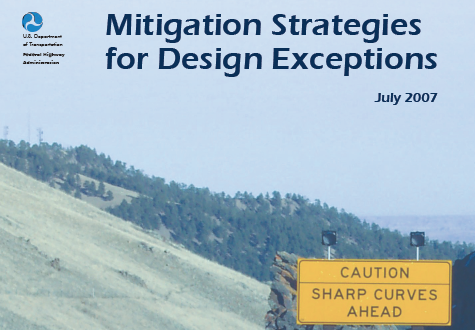 U.S. Department
of Transportation
Federal Highway
Administration
Mitigation Strategies
for Design Exceptions
July 2007
CAUTION
SHARP CURVES
AHEAD